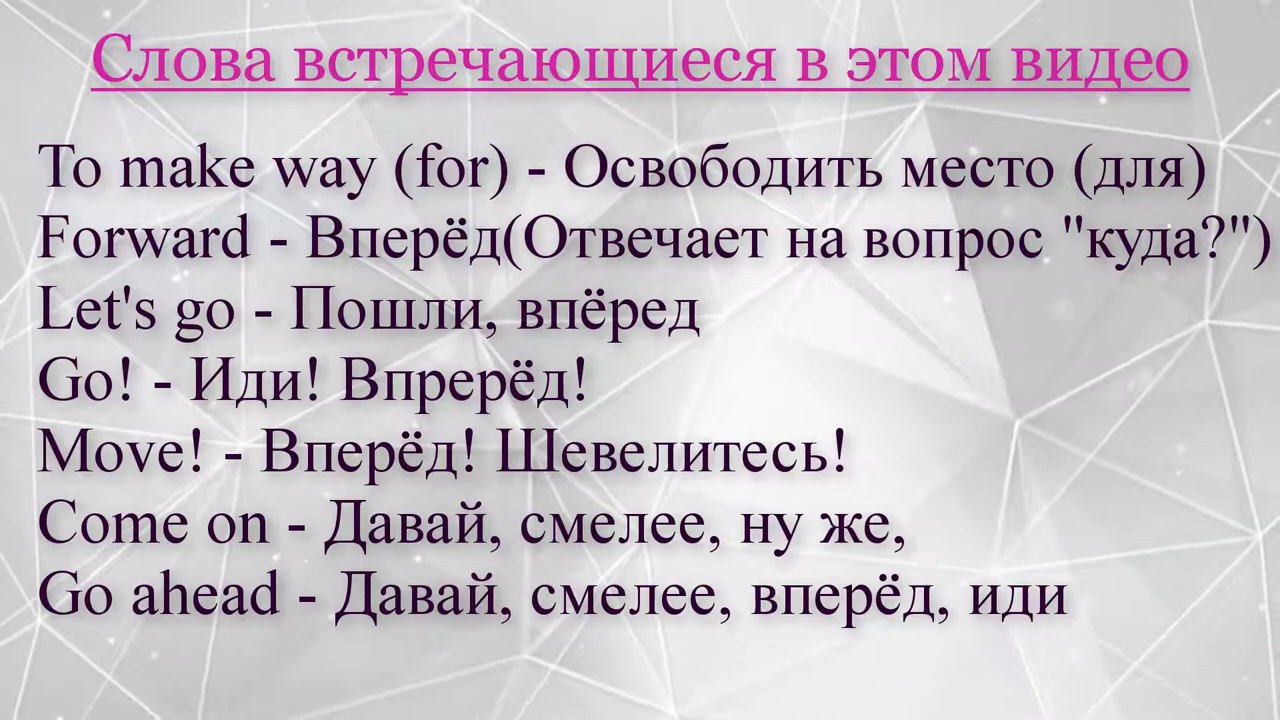 Слова встречающиеся в этом видео
To make way (for) - Освободить место (для)
Forward - Вперёд(Отвечает на вопрос "куда?")
Let's go - Пошли, впёред
Go! - Иди! Впрерёд!
Move! - Вперёд! Шевелитесь!
Come on - Давай, смелее, ну же,
Go ahead - Давай, смелее, вперёд, иди